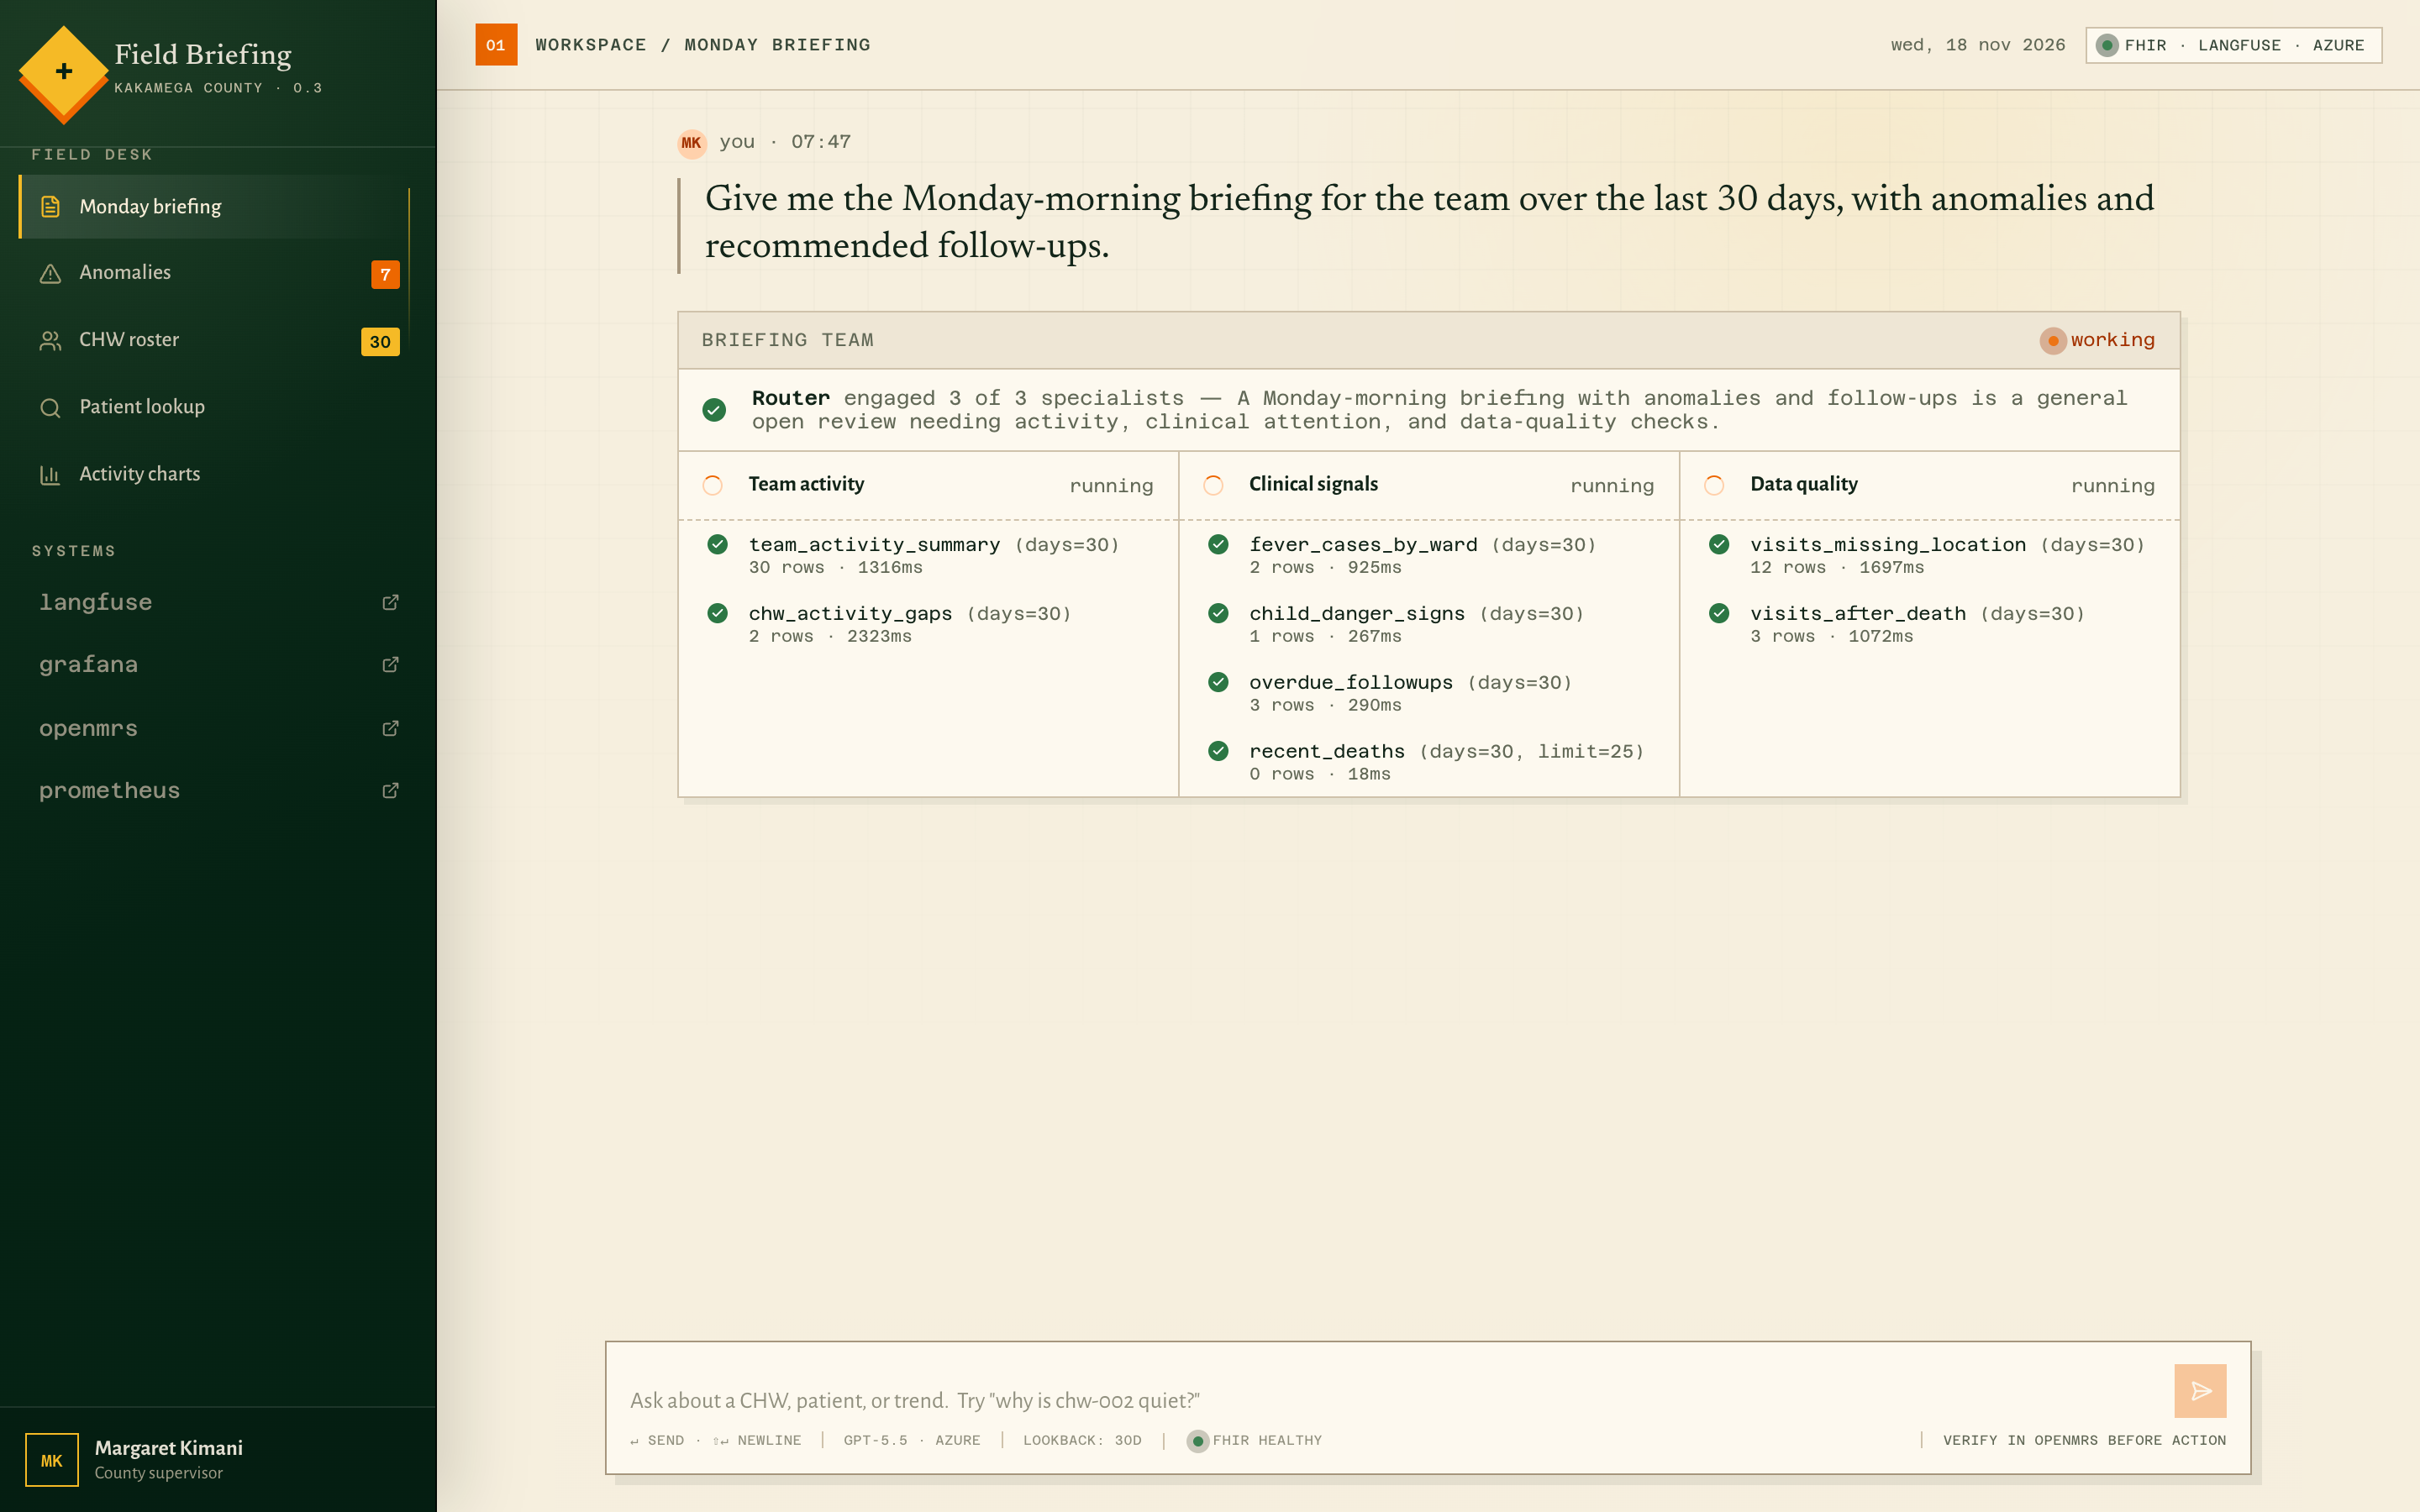 +
Field Briefing
KAKAMEGA COUNTY · 0.3
FIELD DESK
Monday briefing
Anomalies 7
CHW roster 30
Patient lookup
Activity charts
SYSTEMS
langfuse
grafana
openmrs
prometheus
MK
Margaret Kimani
County supervisor
01 WORKSPACE / MONDAY BRIEFING
wed, 18 nov 2026
FHIR · LANGFUSE · AZURE
MK you · 07:47
Give me the Monday-morning briefing for the team over the last 30 days, with anomalies and
recommended follow-ups.
BRIEFING TEAM working
Router engaged 3 of 3 specialists — A Monday-morning briefing with anomalies and follow-ups is a general
open review needing activity, clinical attention, and data-quality checks.
Team activity running
team_activity_summary (days=30)
30 rows · 1316ms
chw_activity_gaps (days=30)
2 rows · 2323ms
Clinical signals running
fever_cases_by_ward (days=30)
2 rows · 925ms
child_danger_signs (days=30)
1 rows · 267ms
overdue_followups (days=30)
3 rows · 290ms
recent_deaths (days=30, limit=25)
0 rows · 18ms
Data quality running
visits_missing_location (days=30)
12 rows · 1697ms
visits_after_death (days=30)
3 rows · 1072ms
Ask about a CHW, patient, or trend. Try "why is chw-002 quiet?"
↵ SEND · ⇧↵ NEWLINE | GPT-5.5 · AZURE | LOOKBACK: 30D | FHIR HEALTHY | VERIFY IN OPENMRS BEFORE ACTION